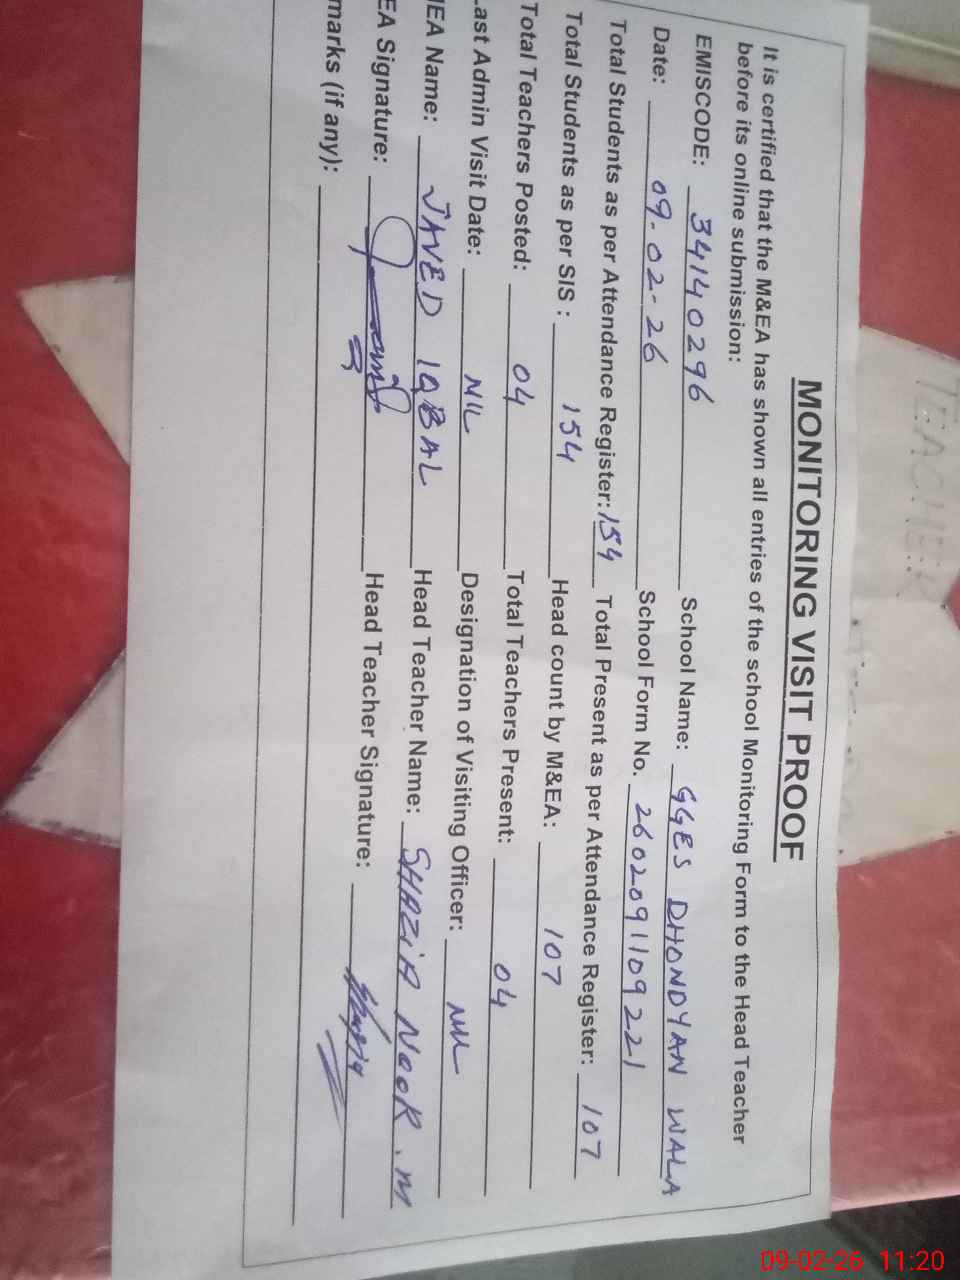 MONITORING VISIT PROOF
It is certified that the M&EA has shown all entries of the school Monitoring Form to the Head Teacher
before its online submission:
EMISCODE: 34140296 School Name: GGES DHONDYAN WALA
Date: 09-02-26 School Form No. 2602091109221
Total Students as per Attendance Register: 154 Total Present as per Attendance Register: 107
Total Students as per SIS : 154 Head count by M&EA: 107
Total Teachers Posted: 04 Total Teachers Present: 04
Last Admin Visit Date: NIL Designation of Visiting Officer: NIL
MEA Name: JAVED IQBAL Head Teacher Name: SHAZiA NooR.M
EA Signature: Head Teacher Signature: Shazia
marks (if any):
TEACHER
09-02-26 11:20